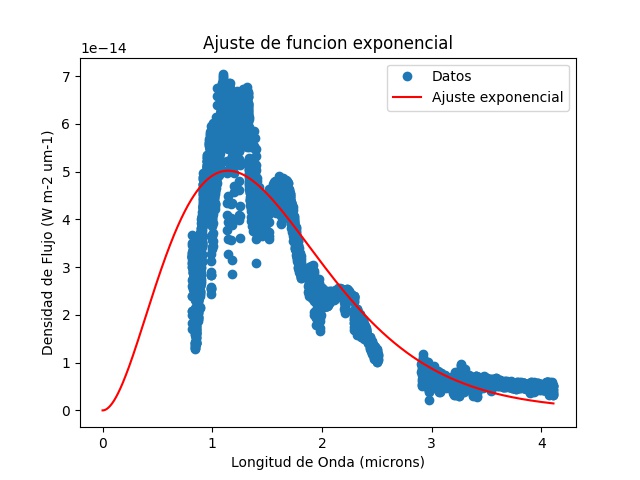 Ajuste de funcion exponencial
1e−14
Datos
Ajuste exponencial
7
6
5
4
3
2
1
0
Densidad de Flujo (W m-2 um-1)
0 1 2 3 4
Longitud de Onda (microns)